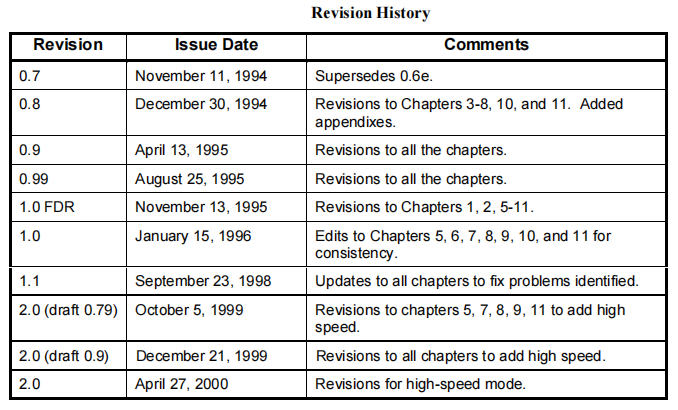 Revision History
Revision Issue Date Comments
0.7 November 11, 1994 Supersedes 0.6e.
0.8 December 30, 1994 Revisions to Chapters 3-8, 10, and 11. Added
appendixes.
0.9 April 13, 1995 Revisions to all the chapters.
0.99 August 25, 1995 Revisions to all the chapters.
1.0 FDR November 13, 1995 Revisions to Chapters 1, 2, 5-11.
1.0 January 15, 1996 Edits to Chapters 5, 6, 7, 8, 9, 10, and 11 for
consistency.
1.1 September 23, 1998 Updates to all chapters to fix problems identified.
2.0 (draft 0.79) October 5, 1999 Revisions to chapters 5, 7, 8, 9, 11 to add high
speed.
2.0 (draft 0.9) December 21, 1999 Revisions to all chapters to add high speed.
2.0 April 27, 2000 Revisions for high-speed mode.